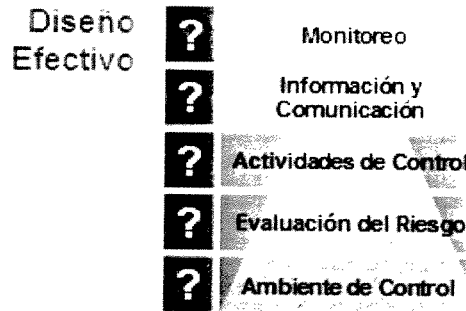 Diseño
Efectivo
? Monitoreo
? Información y
Comunicación
? Actividades de Control
? Evaluación del Riesgo
? Ambiente de Control